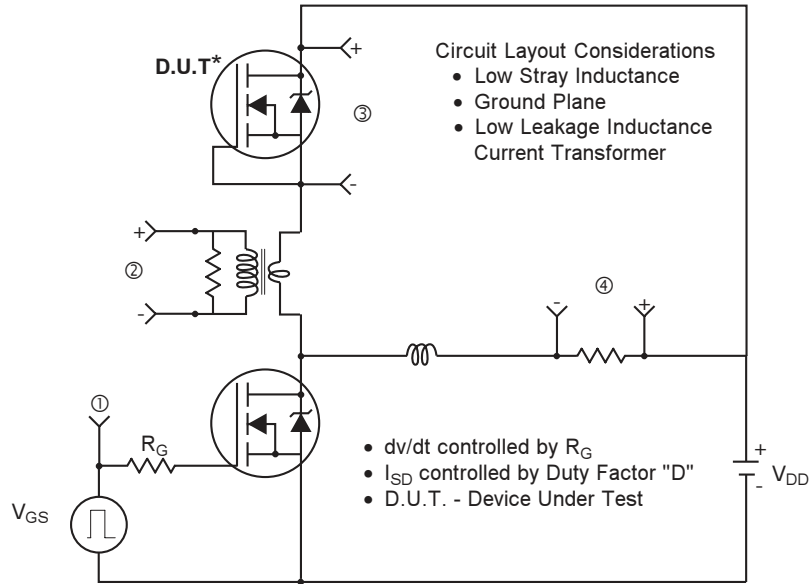 D.U.T*
+
Circuit Layout Considerations
• Low Stray Inductance
• Ground Plane
• Low Leakage Inductance
Current Transformer
③
-
+
②
-
④
-
+
①
R_G
V_GS
• dv/dt controlled by R_G
• I_SD controlled by Duty Factor "D"
• D.U.T. - Device Under Test
+
V_DD
-